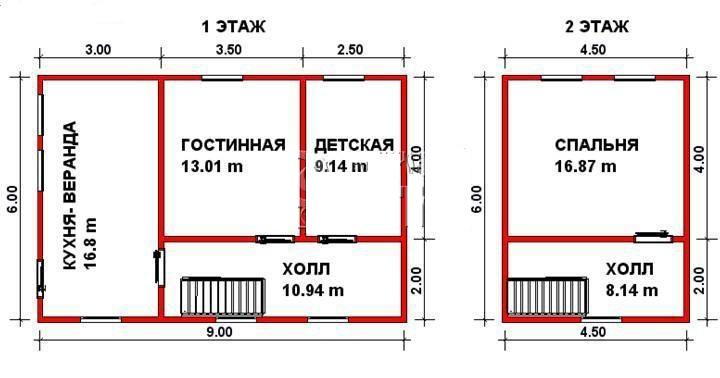 1 ЭТАЖ
3.00 3.50 2.50
КУХНЯ- ВЕРАНДА
16.8 m
ГОСТИННАЯ
13.01 m
ДЕТСКАЯ
9.14 m
ХОЛЛ
10.94 m
6.00
4.00
2.00
9.00
2 ЭТАЖ
4.50
СПАЛЬНЯ
16.87 m
ХОЛЛ
8.14 m
6.00
4.00
2.00
4.50